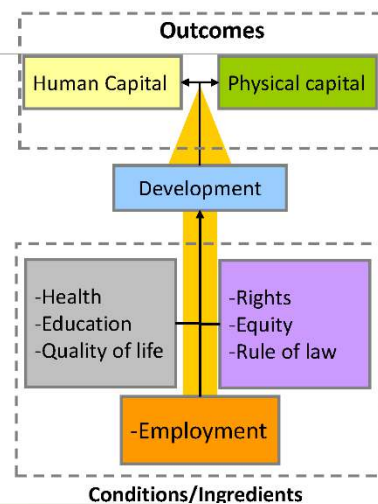 Outcomes
Human Capital
Physical capital
Development
-Health
-Education
-Quality of life
-Rights
-Equity
-Rule of law
-Employment
Conditions/Ingredients